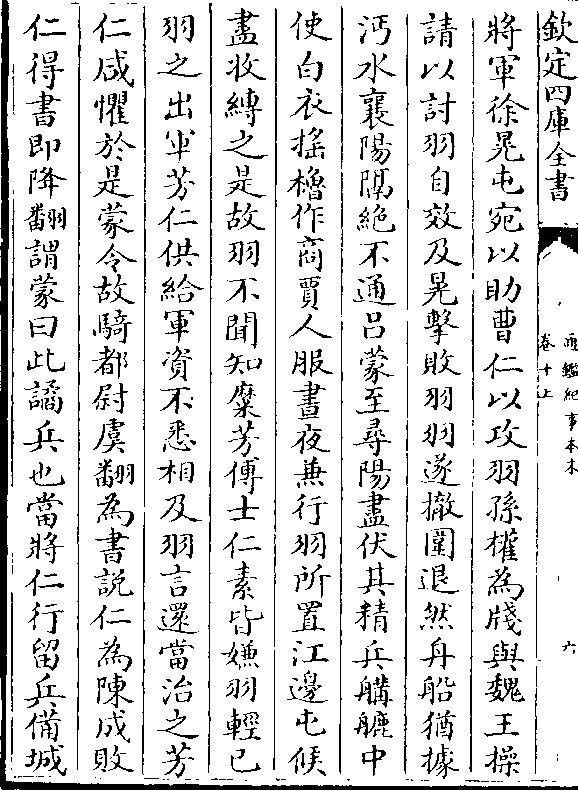 欽定四庫全書
通鑑紀事本末
卷十上
六
將軍徐晃屯宛以助曹仁以攻羽孫權為牋與魏王操
請以討羽自效及晃擊敗羽羽遂撤圍退然舟船猶據
沔水襄陽隔絶不通吕蒙至尋陽盡伏其精兵𦩷𦪇中
使白衣搖櫓作商賈人服晝夜兼行羽所置江邊屯候
盡收縛之是故羽不聞知糜芳傅士仁素皆嫌羽輕已
羽之出軍芳仁供給軍資不悉相及羽言還當治之芳
仁咸懼於是蒙令故騎都尉虞翻為書説仁為陳成敗
仁得書即降翻謂蒙曰此譎兵也當將仁行留兵備城